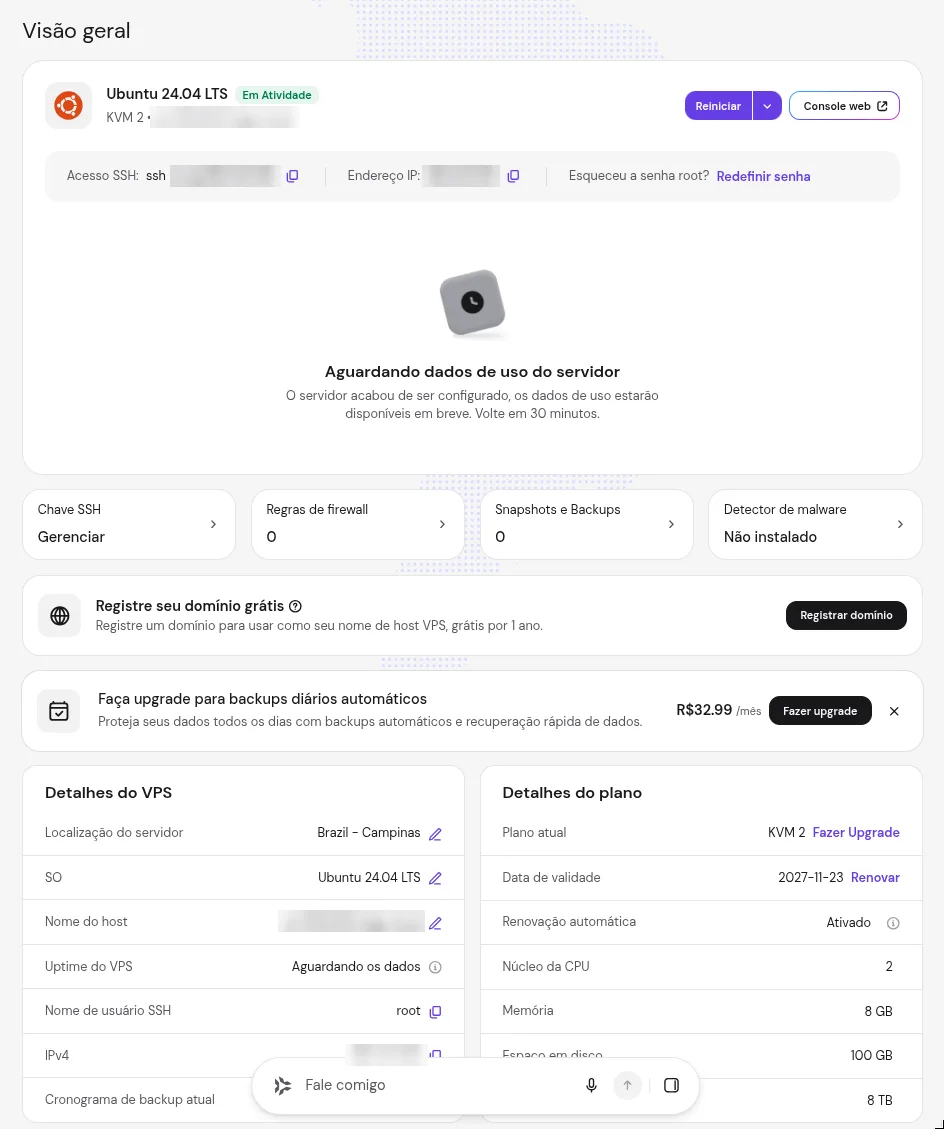 Visão geral
Ubuntu 24.04 LTS Em Atividade
KVM 2 •
Reiniciar
Console web
Acesso SSH: ssh
Endereço IP:
Esqueceu a senha root? Redefinir senha
Aguardando dados de uso do servidor
O servidor acabou de ser configurado, os dados de uso estarão
disponíveis em breve. Volte em 30 minutos.
Chave SSH
Gerenciar
Regras de firewall
0
Snapshots e Backups
0
Detector de malware
Não instalado
Registre seu domínio grátis
Registre um domínio para usar como seu nome de host VPS, grátis por 1 ano.
Registrar domínio
Faça upgrade para backups diários automáticos
Proteja seus dados todos os dias com backups automáticos e recuperação rápida de dados.
R$32.99 /mês
Fazer upgrade
Detalhes do VPS
Localização do servidor Brazil - Campinas
SO Ubuntu 24.04 LTS
Nome do host
Uptime do VPS Aguardando os dados
Nome de usuário SSH root
IPv4
Cronograma de backup atual
Detalhes do plano
Plano atual KVM 2 Fazer Upgrade
Data de validade 2027-11-23 Renovar
Renovação automática Ativado
Núcleo da CPU 2
Memória 8 GB
Espaço em disco 100 GB
8 TB
Fale comigo